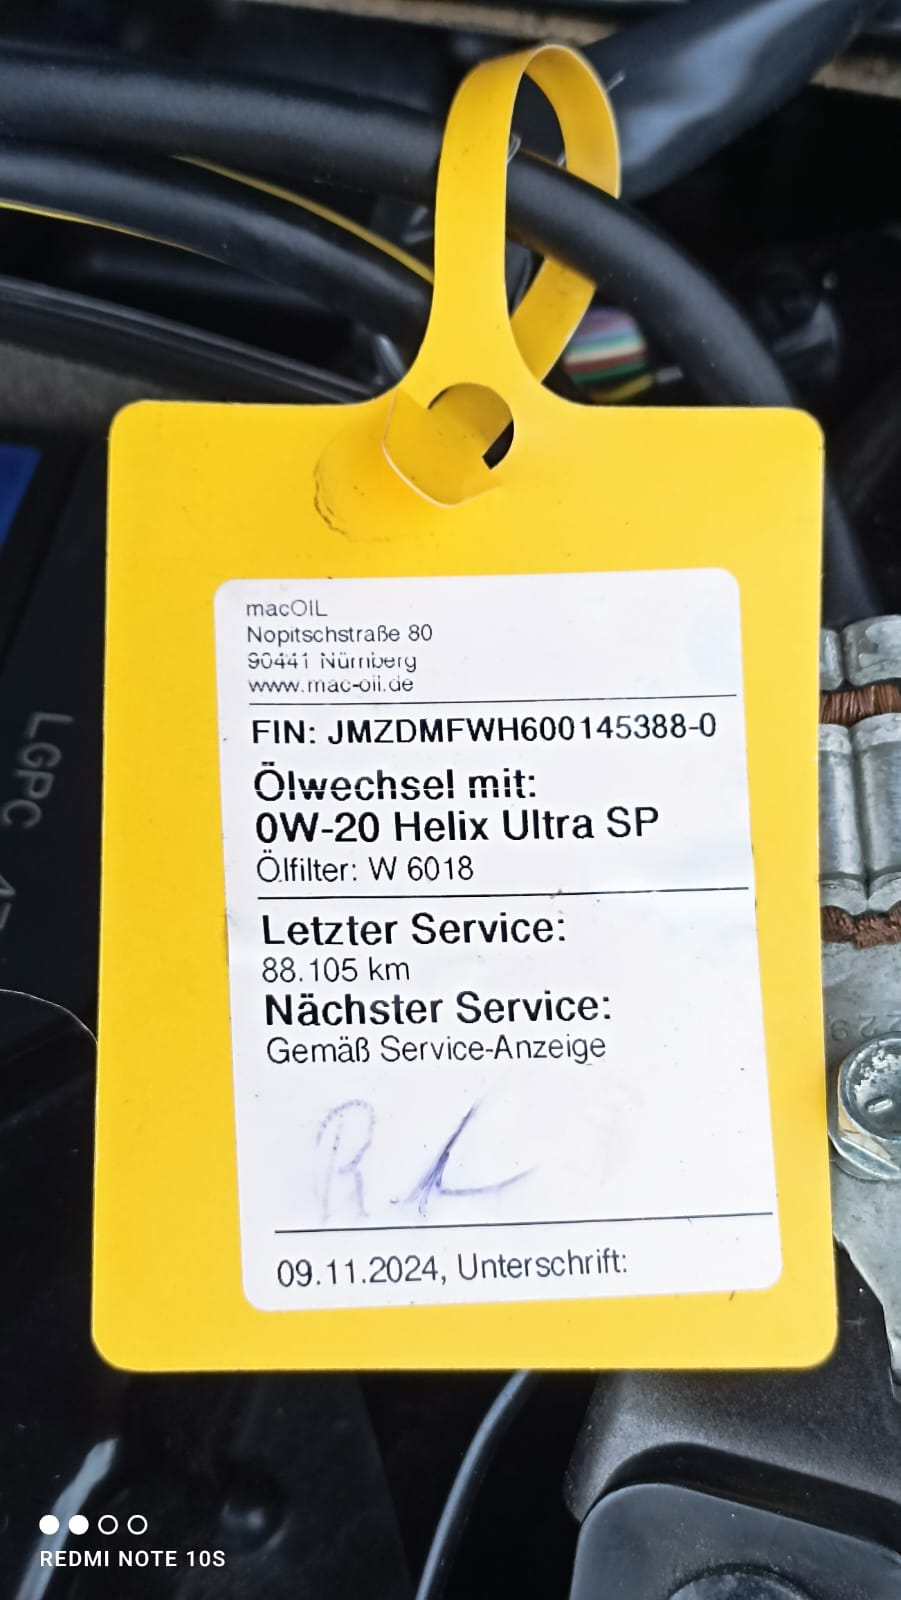 macOIL
Nopitschstraße 80
90441 Nürnberg
www.mac-oil.de
FIN: JMZDMFWH600145388-0
Ölwechsel mit:
0W-20 Helix Ultra SP
Ölfilter: W 6018
Letzter Service:
88.105 km
Nächster Service:
Gemäß Service-Anzeige
09.11.2024, Unterschrift:
LGPC
REDMI NOTE 10S